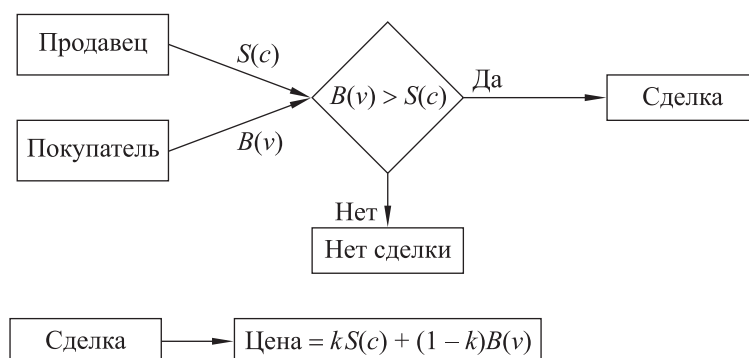 Продавец
S(c)
B(v) > S(c)
Да
Сделка
Покупатель
B(v)
Нет
Нет сделки
Сделка
Цена = kS(c) + (1 – k)B(v)